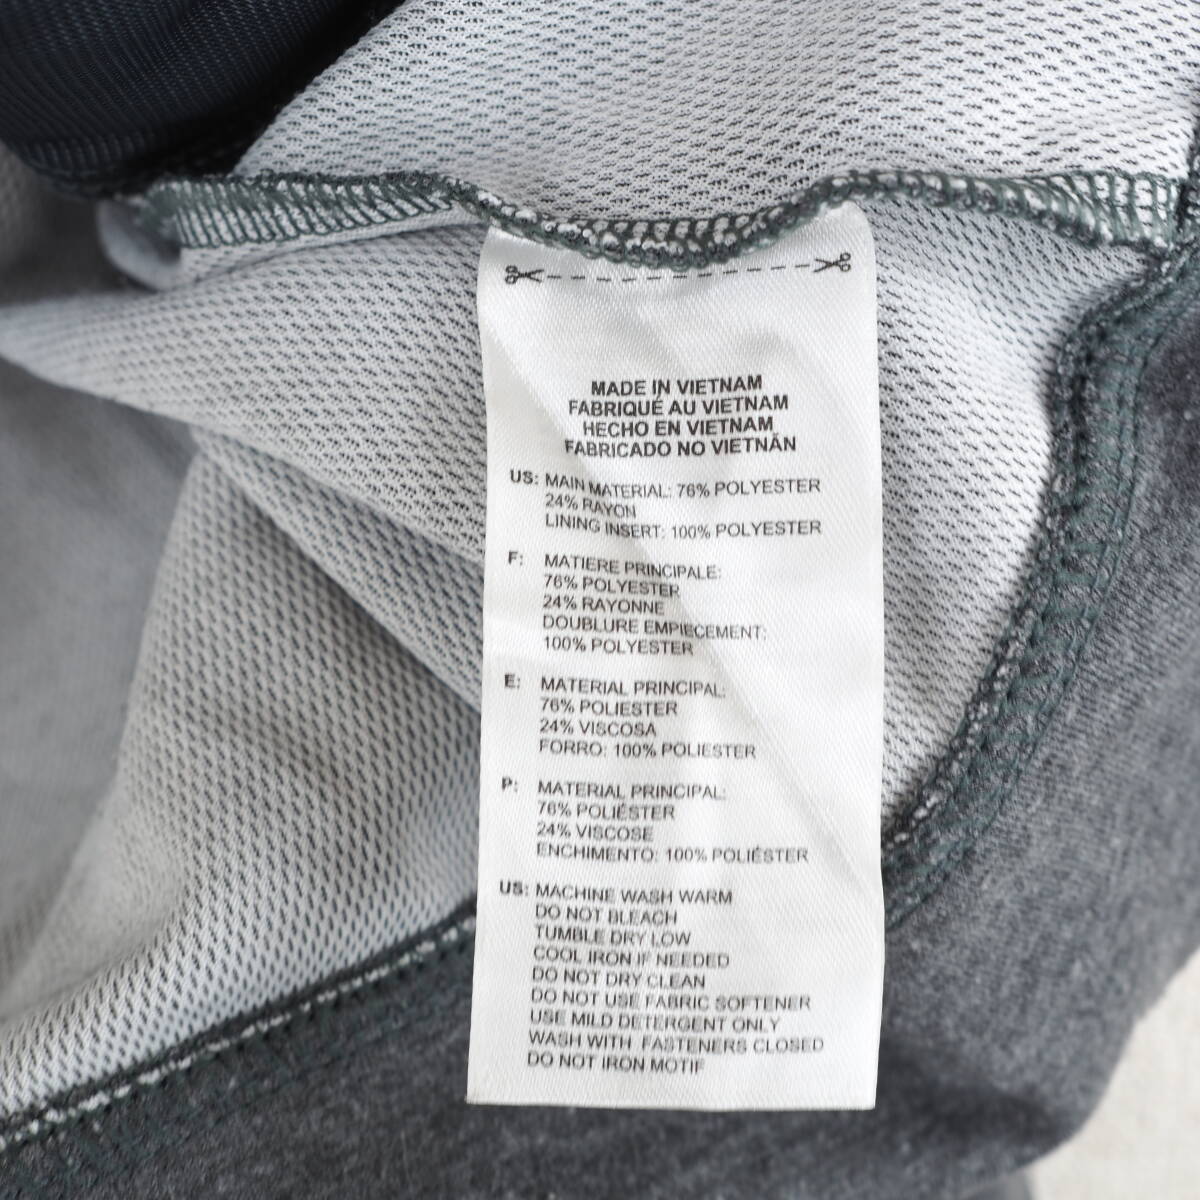 MADE IN VIETNAM
FABRIQUÉ AU VIETNAM
HECHO EN VIETNAM
FABRICADO NO VIETNÃN
US: MAIN MATERIAL: 76% POLYESTER
24% RAYON
LINING INSERT: 100% POLYESTER
F: MATIERE PRINCIPALE:
76% POLYESTER
24% RAYONNE
DOUBLURE EMPIECEMENT:
100% POLYESTER
E: MATERIAL PRINCIPAL:
76% POLIESTER
24% VISCOSA
FORRO: 100% POLIESTER
P: MATERIAL PRINCIPAL:
76% POLIÉSTER
24% VISCOSE
ENCHIMENTO: 100% POLIÉSTER
US: MACHINE WASH WARM
DO NOT BLEACH
TUMBLE DRY LOW
COOL IRON IF NEEDED
DO NOT DRY CLEAN
DO NOT USE FABRIC SOFTENER
USE MILD DETERGENT ONLY
WASH WITH FASTENERS CLOSED
DO NOT IRON MOTIF